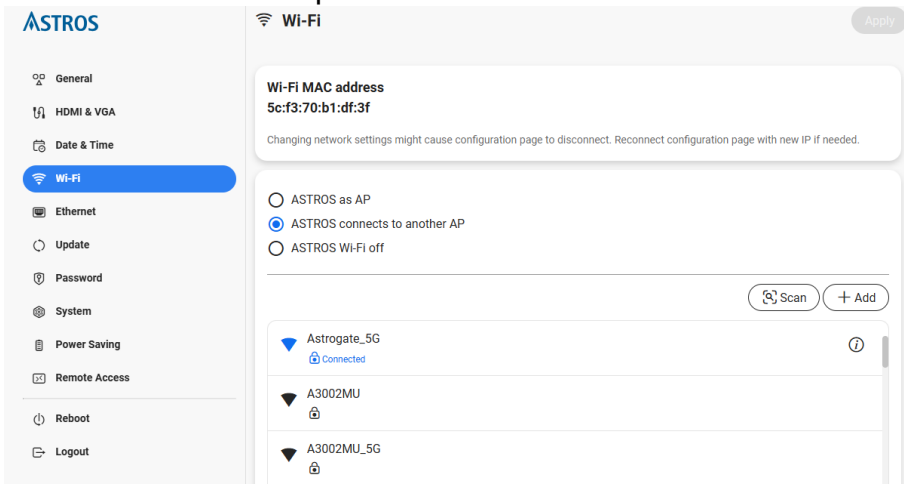 ASTROS
Wi-Fi
Apply
General
HDMI & VGA
Date & Time
Wi-Fi
Ethernet
Update
Password
System
Power Saving
Remote Access
Reboot
Logout
Wi-Fi MAC address
5c:f3:70:b1:df:3f
Changing network settings might cause configuration page to disconnect. Reconnect configuration page with new IP if needed.
ASTROS as AP
ASTROS connects to another AP
ASTROS Wi-Fi off
Scan
+ Add
Astrogate_5G
Connected
A3002MU
A3002MU_5G